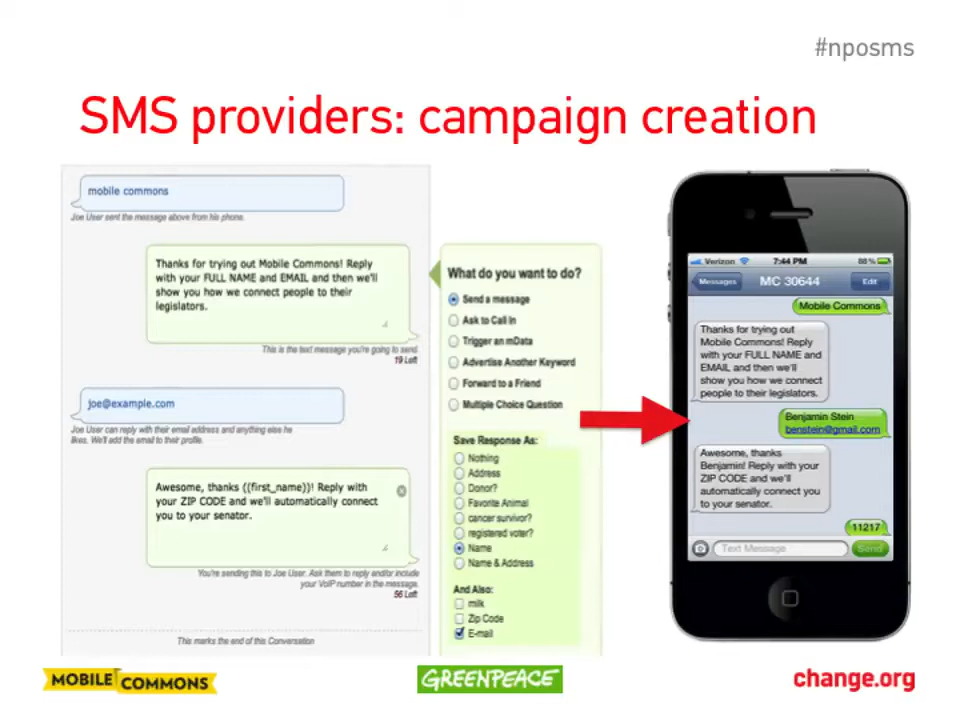 #nposms
SMS providers: campaign creation
mobile commons
Joe User sent the message above from his phone.
Thanks for trying out Mobile Commons! Reply
with your FULL NAME and EMAIL and then we'll
show you how we connect people to their
legislators.
This is the text message you're going to send.
19 Left
joe@example.com
Joe User can reply with their email address and anything else he
likes. We'll add the email to their profile.
Awesome, thanks {{first_name}}! Reply with
your ZIP CODE and we'll automatically connect
you to your senator.
You're sending this to Joe User. Ask them to reply and/or include
your VoIP number in the message.
56 Left
This marks the end of this Conversation
What do you want to do?
Send a message
Ask to Call In
Trigger an mData
Advertise Another Keyword
Forward to a Friend
Multiple Choice Question
Save Response As:
Nothing
Address
Donor?
Favorite Animal
cancer survivor?
registered voter?
Name
Name & Address
And Also:
milk
Zip Code
E-mail
Verizon 7:44 PM 88%
Messages MC 30644 Edit
Mobile Commons
Thanks for trying out
Mobile Commons! Reply
with your FULL NAME and
EMAIL and then we'll
show you how we connect
people to their legislators.
Benjamin Stein
benstein@gmail.com
Awesome, thanks
Benjamin! Reply with your
ZIP CODE and we'll
automatically connect you
to your senator.
11217
Text Message Send
MOBILE COMMONS
GREENPEACE
change.org